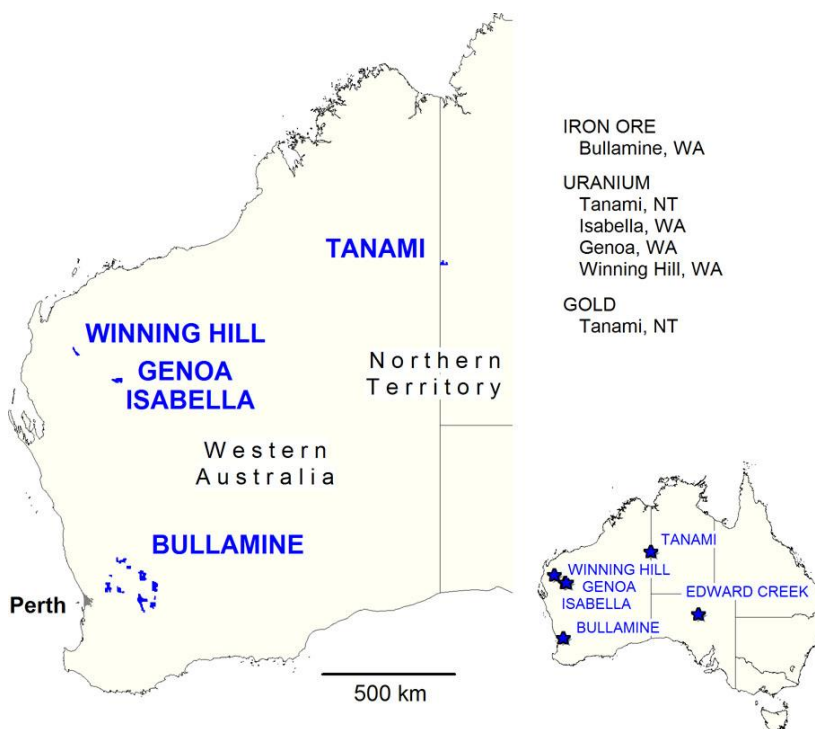 TANAMI
WINNING HILL
GENOA
ISABELLA
Northern
Territory
Western
Australia
BULLAMINE
Perth
500 km
IRON ORE
Bullamine, WA
URANIUM
Tanami, NT
Isabella, WA
Genoa, WA
Winning Hill, WA
GOLD
Tanami, NT
TANAMI
WINNING HILL
GENOA
ISABELLA
EDWARD CREEK
BULLAMINE